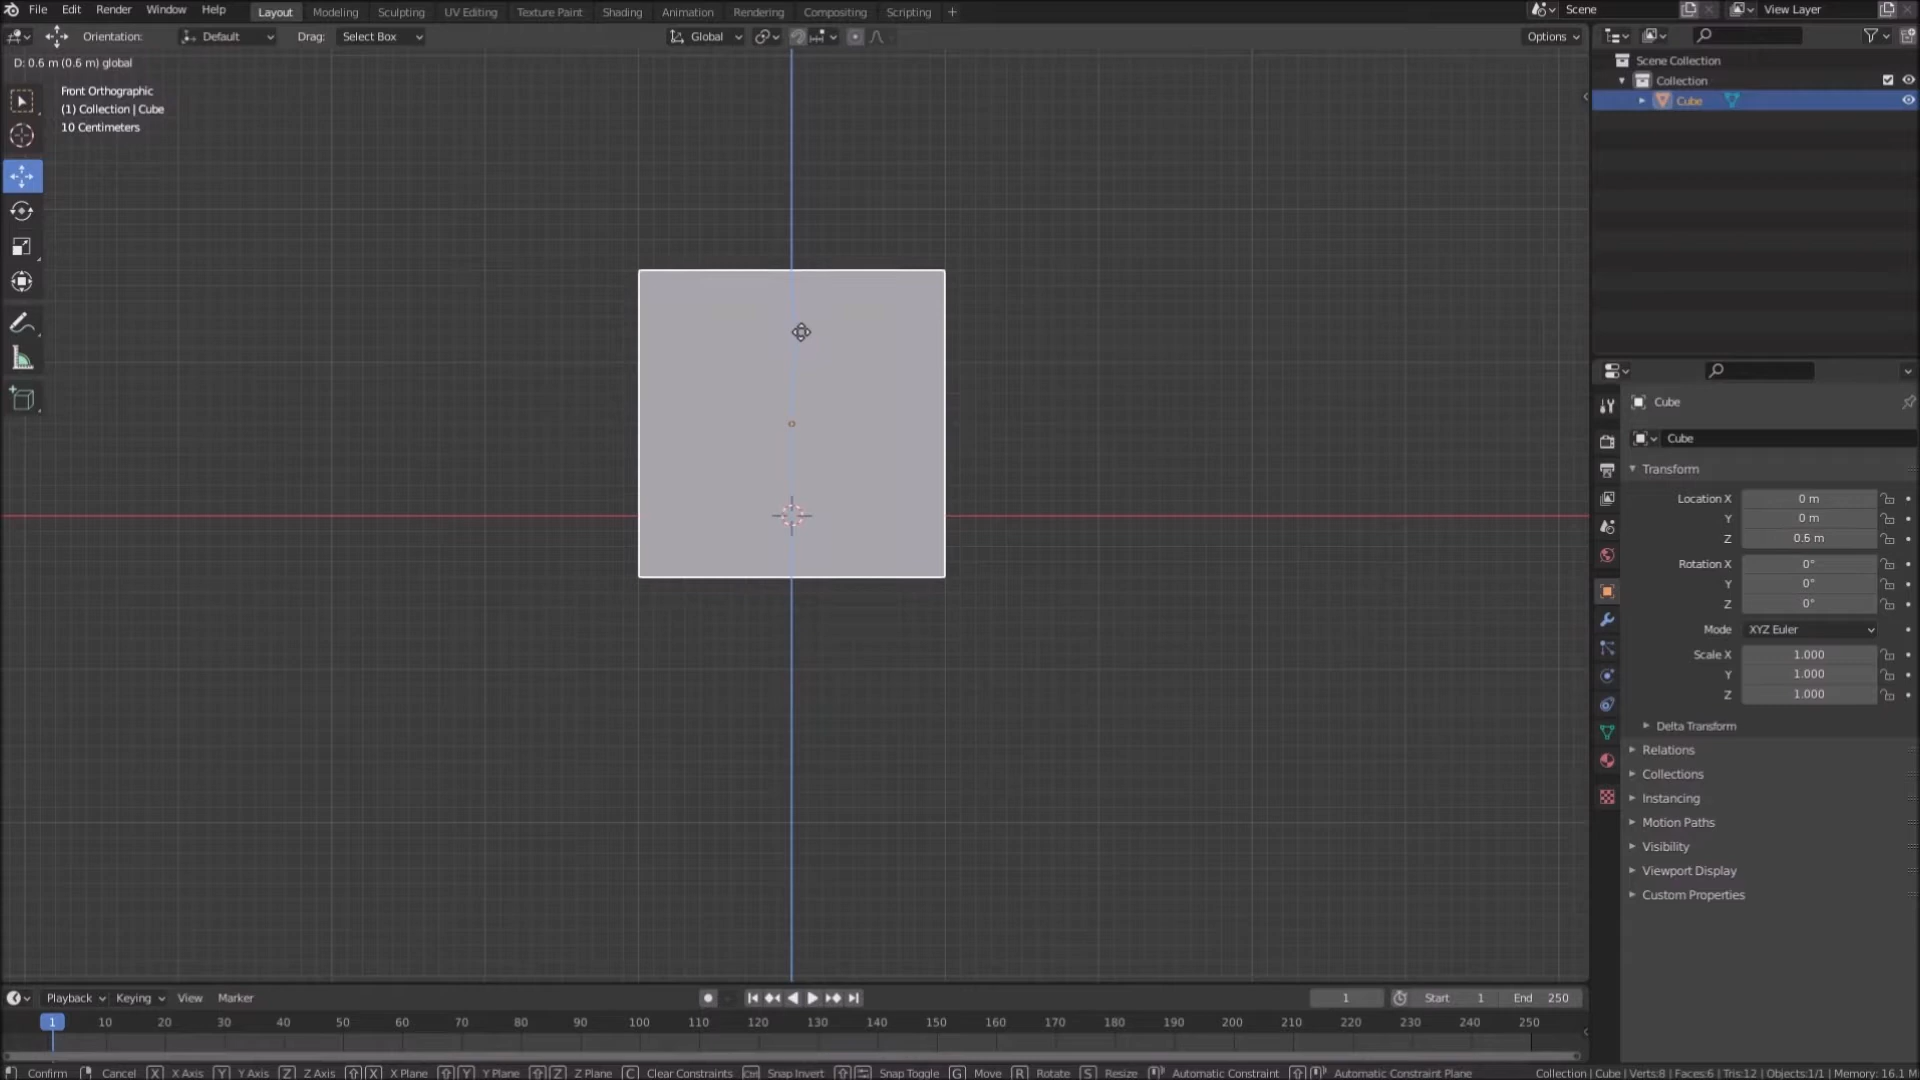 File Edit Render Window Help Layout Modeling Sculpting UV Editing Texture Paint Shading Animation Rendering Compositing Scripting + Scene View Layer
Orientation: Default Drag: Select Box Global Options
D: 0.6 m (0.6 m) global
Front Orthographic
(1) Collection | Cube
10 Centimeters
Scene Collection
Collection
Cube
Cube
Cube
Transform
Location X 0 m
Y 0 m
Z 0.6 m
Rotation X 0°
Y 0°
Z 0°
Mode XYZ Euler
Scale X 1.000
Y 1.000
Z 1.000
Delta Transform
Relations
Collections
Instancing
Motion Paths
Visibility
Viewport Display
Custom Properties
Playback Keying View Marker 1 Start 1 End 250
1 10 20 30 40 50 60 70 80 90 100 110 120 130 140 150 160 170 180 190 200 210 220 230 240 250
Confirm Cancel X X Axis Y Y Axis Z Z Axis X X Plane Y Y Plane Z Z Plane C Clear Constraints Ctrl Snap Invert Snap Toggle G Move R Rotate S Resize Automatic Constraint Automatic Constraint Plane Collection | Cube | Verts:8 | Faces:6 | Tris:12 | Objects:1/1 | Memory: 16.1 M